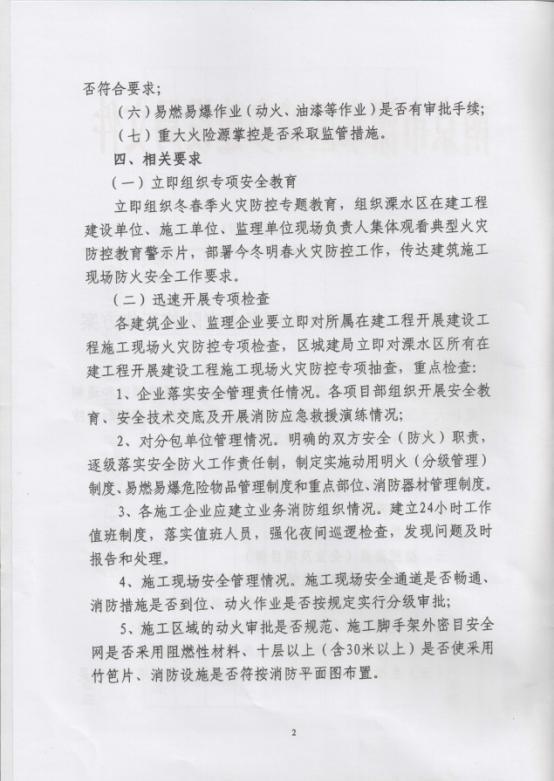 否符合要求；
（六）易燃易爆作业（动火、油漆等作业）是否有审批手续；
（七）重大火险源掌控是否采取监管措施。
四、相关要求
（一）立即组织专项安全教育
立即组织冬春季火灾防控专题教育，组织溧水区在建工程
建设单位、施工单位、监理单位现场负责人集体观看典型火灾
防控教育警示片，部署今冬明春火灾防控工作，传达建筑施工
现场防火安全工作要求。
（二）迅速开展专项检查
各建筑企业、监理企业要立即对所属在建工程开展建设工
程施工现场火灾防控专项检查，区城建局立即对溧水区所有在
建工程开展建设工程施工现场火灾防控专项抽查，重点检查：
1、企业落实安全管理责任情况。各项目部组织开展安全教
育、安全技术交底及开展消防应急救援演练情况；
2、对分包单位管理情况。明确的双方安全（防火）职责，
逐级落实安全防火工作责任制，制定实施动用明火（分级管理）
制度、易燃易爆危险物品管理制度和重点部位、消防器材管理制度。
3、各施工企业应建立业务消防组织情况。建立24小时工作
值班制度，落实值班人员，强化夜间巡逻检查，发现问题及时
报告和处理。
4、施工现场安全管理情况。施工现场安全通道是否畅通、
消防措施是否到位、动火作业是否按规定实行分级审批；
5、施工区域的动火审批是否规范、施工脚手架外密目安全
网是否采用阻燃性材料、十层以上（含30米以上）是否使采用
竹笆片、消防设施是否符按消防平面图布置。
2